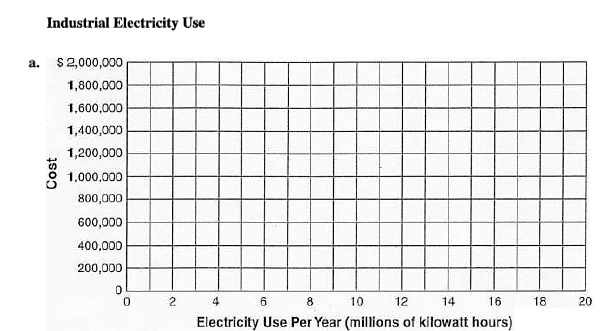 Industrial Electricity Use
a.
$ 2,000,000
1,800,000
1,600,000
1,400,000
1,200,000
1,000,000
800,000
600,000
400,000
200,000
0
Cost
0 2 4 6 8 10 12 14 16 18 20
Electricity Use Per Year (millions of kilowatt hours)